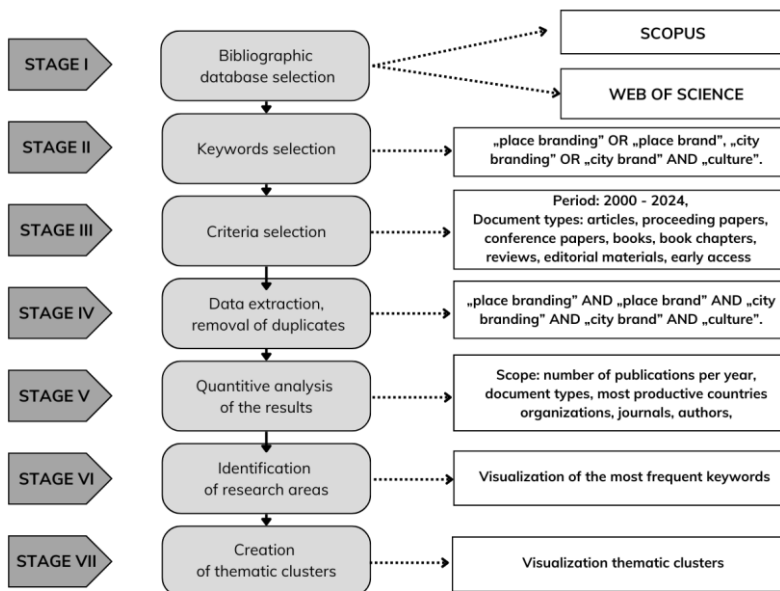 STAGE I
Bibliographic
database selection
SCOPUS
WEB OF SCIENCE
STAGE II
Keywords selection
„place branding” OR „place brand”, „city
branding” OR „city brand” AND „culture”.
STAGE III
Criteria selection
Period: 2000 - 2024,
Document types: articles, proceeding papers,
conference papers, books, book chapters,
reviews, editorial materials, early access
STAGE IV
Data extraction,
removal of duplicates
„place branding” AND „place brand” AND „city
branding” AND „city brand” AND „culture”.
STAGE V
Quantitive analysis
of the results
Scope: number of publications per year,
document types, most productive countries
organizations, journals, authors,
STAGE VI
Identification
of research areas
Visualization of the most frequent keywords
STAGE VII
Creation
of thematic clusters
Visualization thematic clusters